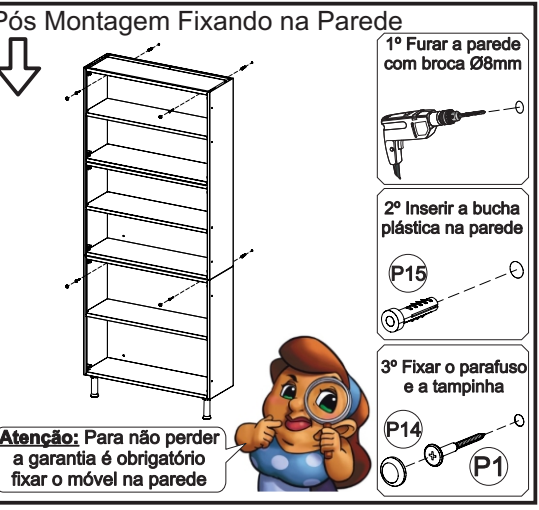 Pós Montagem Fixando na Parede
1º Furar a parede
com broca Ø8mm
2º Inserir a bucha
plástica na parede
P15
3º Fixar o parafuso
e a tampinha
P14
P1
Atenção: Para não perder
a garantia é obrigatório
fixar o móvel na parede